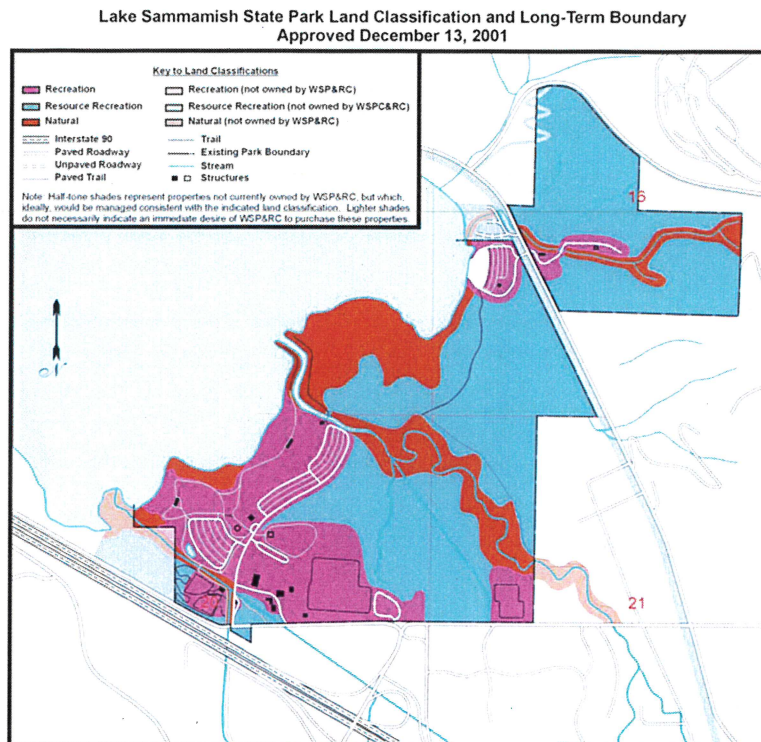 Lake Sammamish State Park Land Classification and Long-Term Boundary
Approved December 13, 2001
Key to Land Classifications
Recreation
Recreation (not owned by WSP&RC)
Resource Recreation
Resource Recreation (not owned by WSPC&RC)
Natural
Natural (not owned by WSP&RC)
Interstate 90
Trail
Paved Roadway
Existing Park Boundary
Unpaved Roadway
Stream
Paved Trail
Structures
Note: Half-tone shades represent properties not currently owned by WSP&RC, but which,
ideally, would be managed consistent with the indicated land classification. Lighter shades
do not necessarily indicate an immediate desire of WSP&RC to purchase these properties.
16
21